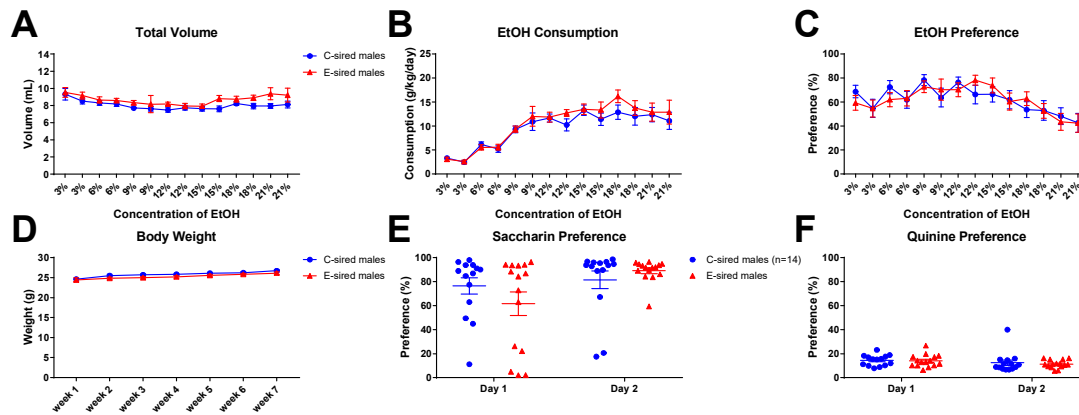 A
Total Volume
Volume (mL)
14
12
10
8
6
4
2
0
3%
3%
6%
6%
9%
9%
12%
12%
15%
15%
18%
18%
21%
21%
Concentration of EtOH
C-sired males
E-sired males
B
EtOH Consumption
Consumption (g/kg/day)
25
20
15
10
5
0
3%
3%
6%
6%
9%
9%
12%
12%
15%
15%
18%
18%
21%
21%
Concentration of EtOH
C
EtOH Preference
Preference (%)
100
80
60
40
20
0
3%
3%
6%
6%
9%
9%
12%
12%
15%
15%
18%
18%
21%
21%
Concentration of EtOH
D
Body Weight
Weight (g)
30
25
20
15
10
5
0
week 1
week 2
week 3
week 4
week 5
week 6
week 7
C-sired males
E-sired males
E
Saccharin Preference
Preference (%)
100
80
60
40
20
0
Day 1
Day 2
C-sired males (n=14)
E-sired males
F
Quinine Preference
Preference (%)
100
80
60
40
20
0
Day 1
Day 2